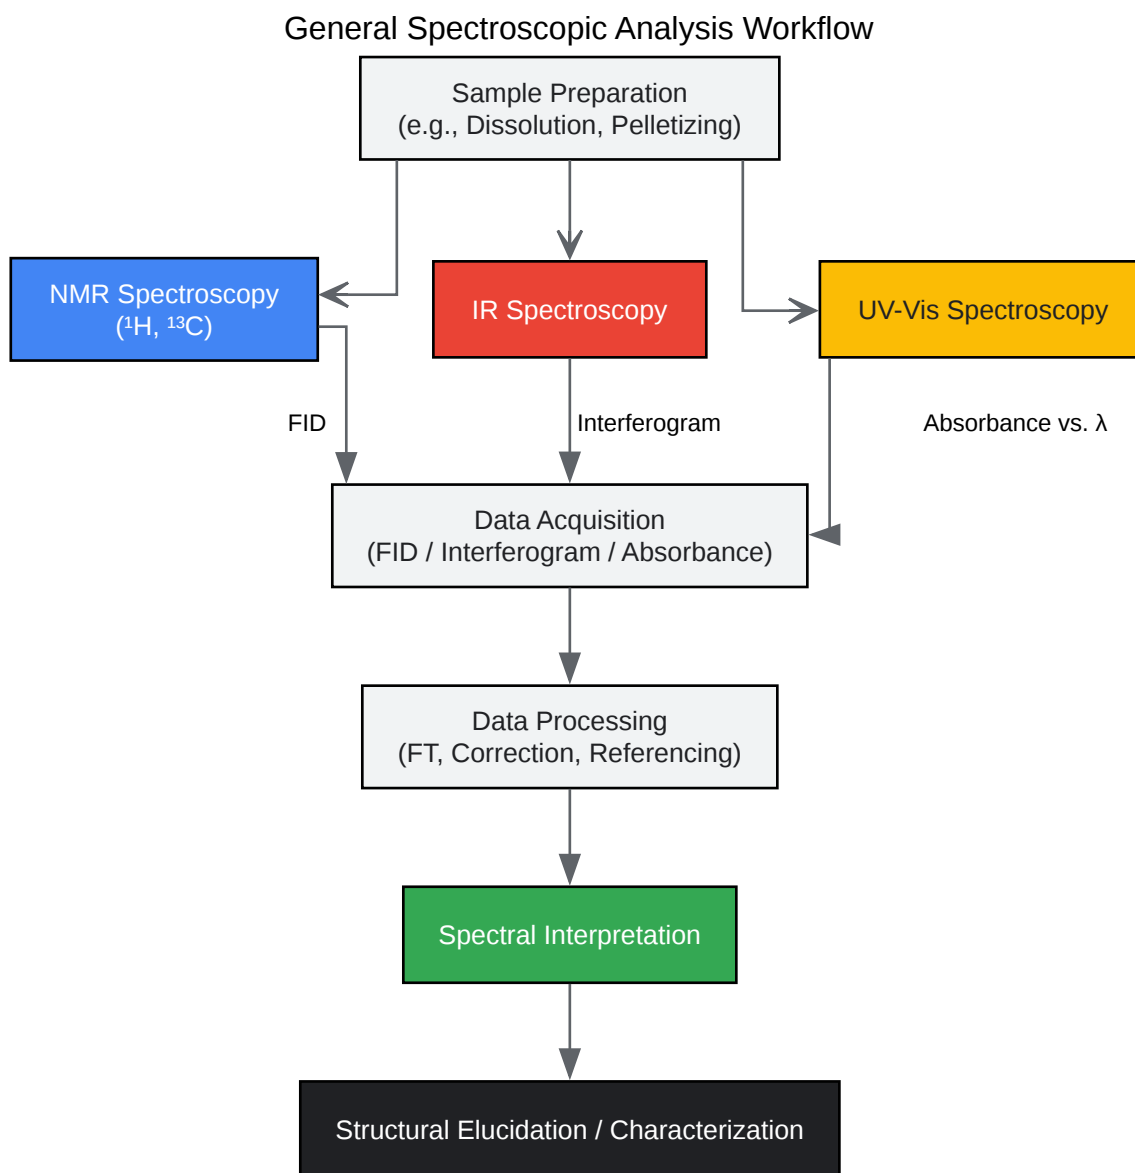 General Spectroscopic Analysis Workflow
Sample Preparation
(e.g., Dissolution, Pelletizing)
NMR Spectroscopy
(¹H, ¹³C)
IR Spectroscopy
UV-Vis Spectroscopy
FID
Interferogram
Absorbance vs. λ
Data Acquisition
(FID / Interferogram / Absorbance)
Data Processing
(FT, Correction, Referencing)
Spectral Interpretation
Structural Elucidation / Characterization